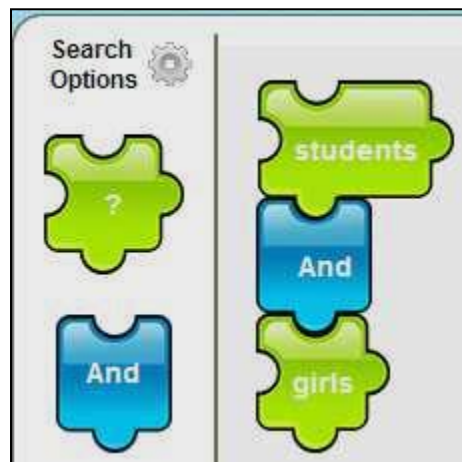 Search
Options
?
And
students
And
girls